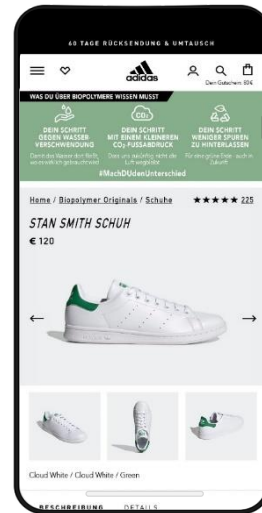 60 TAGE RÜCKSENDUNG & UMTAUSCH
adidas
Dein Gutschein: 80€
WAS DU ÜBER BIOPOLYMERE WISSEN MUSST
CO₂
DEIN SCHRITT
GEGEN WASSER
VERSCHWENDUNG
DEIN SCHRITT
MIT EINEM KLEINEREN
CO₂ FUSSABDRUCK
DEIN SCHRITT
WENIGER SPUREN
ZU HINTERLASSEN
#MachDUdenUnterschied
Home / Biopolymer Originals / Schuhe
225
STAN SMITH SCHUH
€ 120
Cloud White / Cloud White / Green
BESCHREIBUNG DETAILS